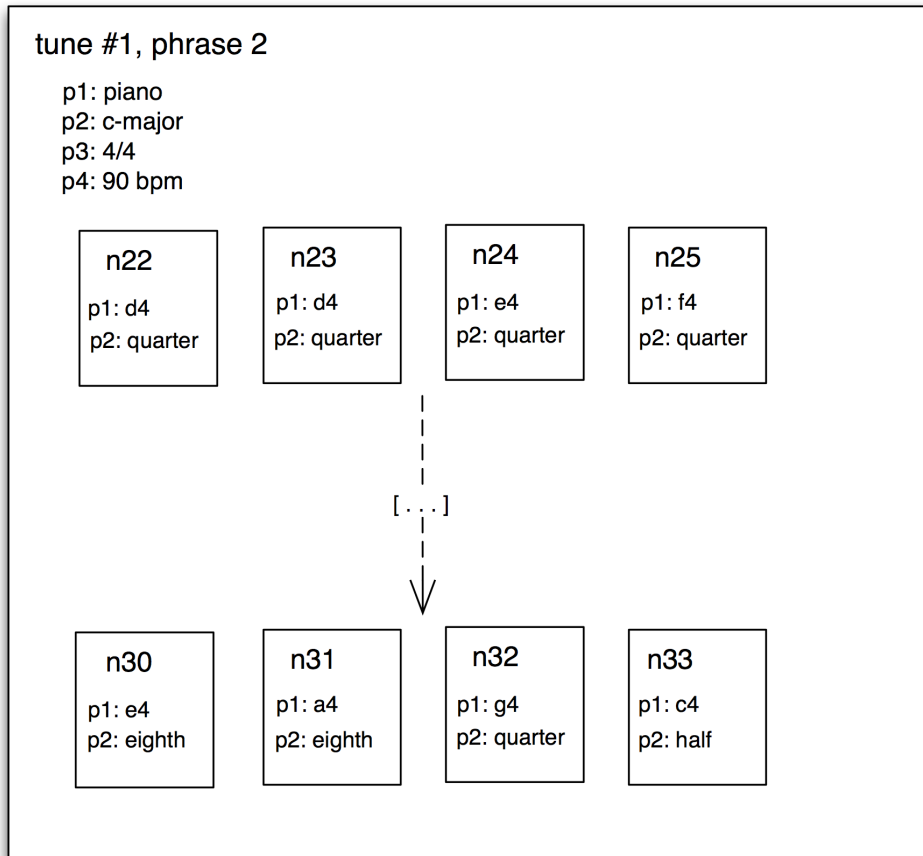 tune #1, phrase 2
p1: piano
p2: c-major
p3: 4/4
p4: 90 bpm
n22
p1: d4
p2: quarter
n23
p1: d4
p2: quarter
n24
p1: e4
p2: quarter
n25
p1: f4
p2: quarter
[...]
n30
p1: e4
p2: eighth
n31
p1: a4
p2: eighth
n32
p1: g4
p2: quarter
n33
p1: c4
p2: half